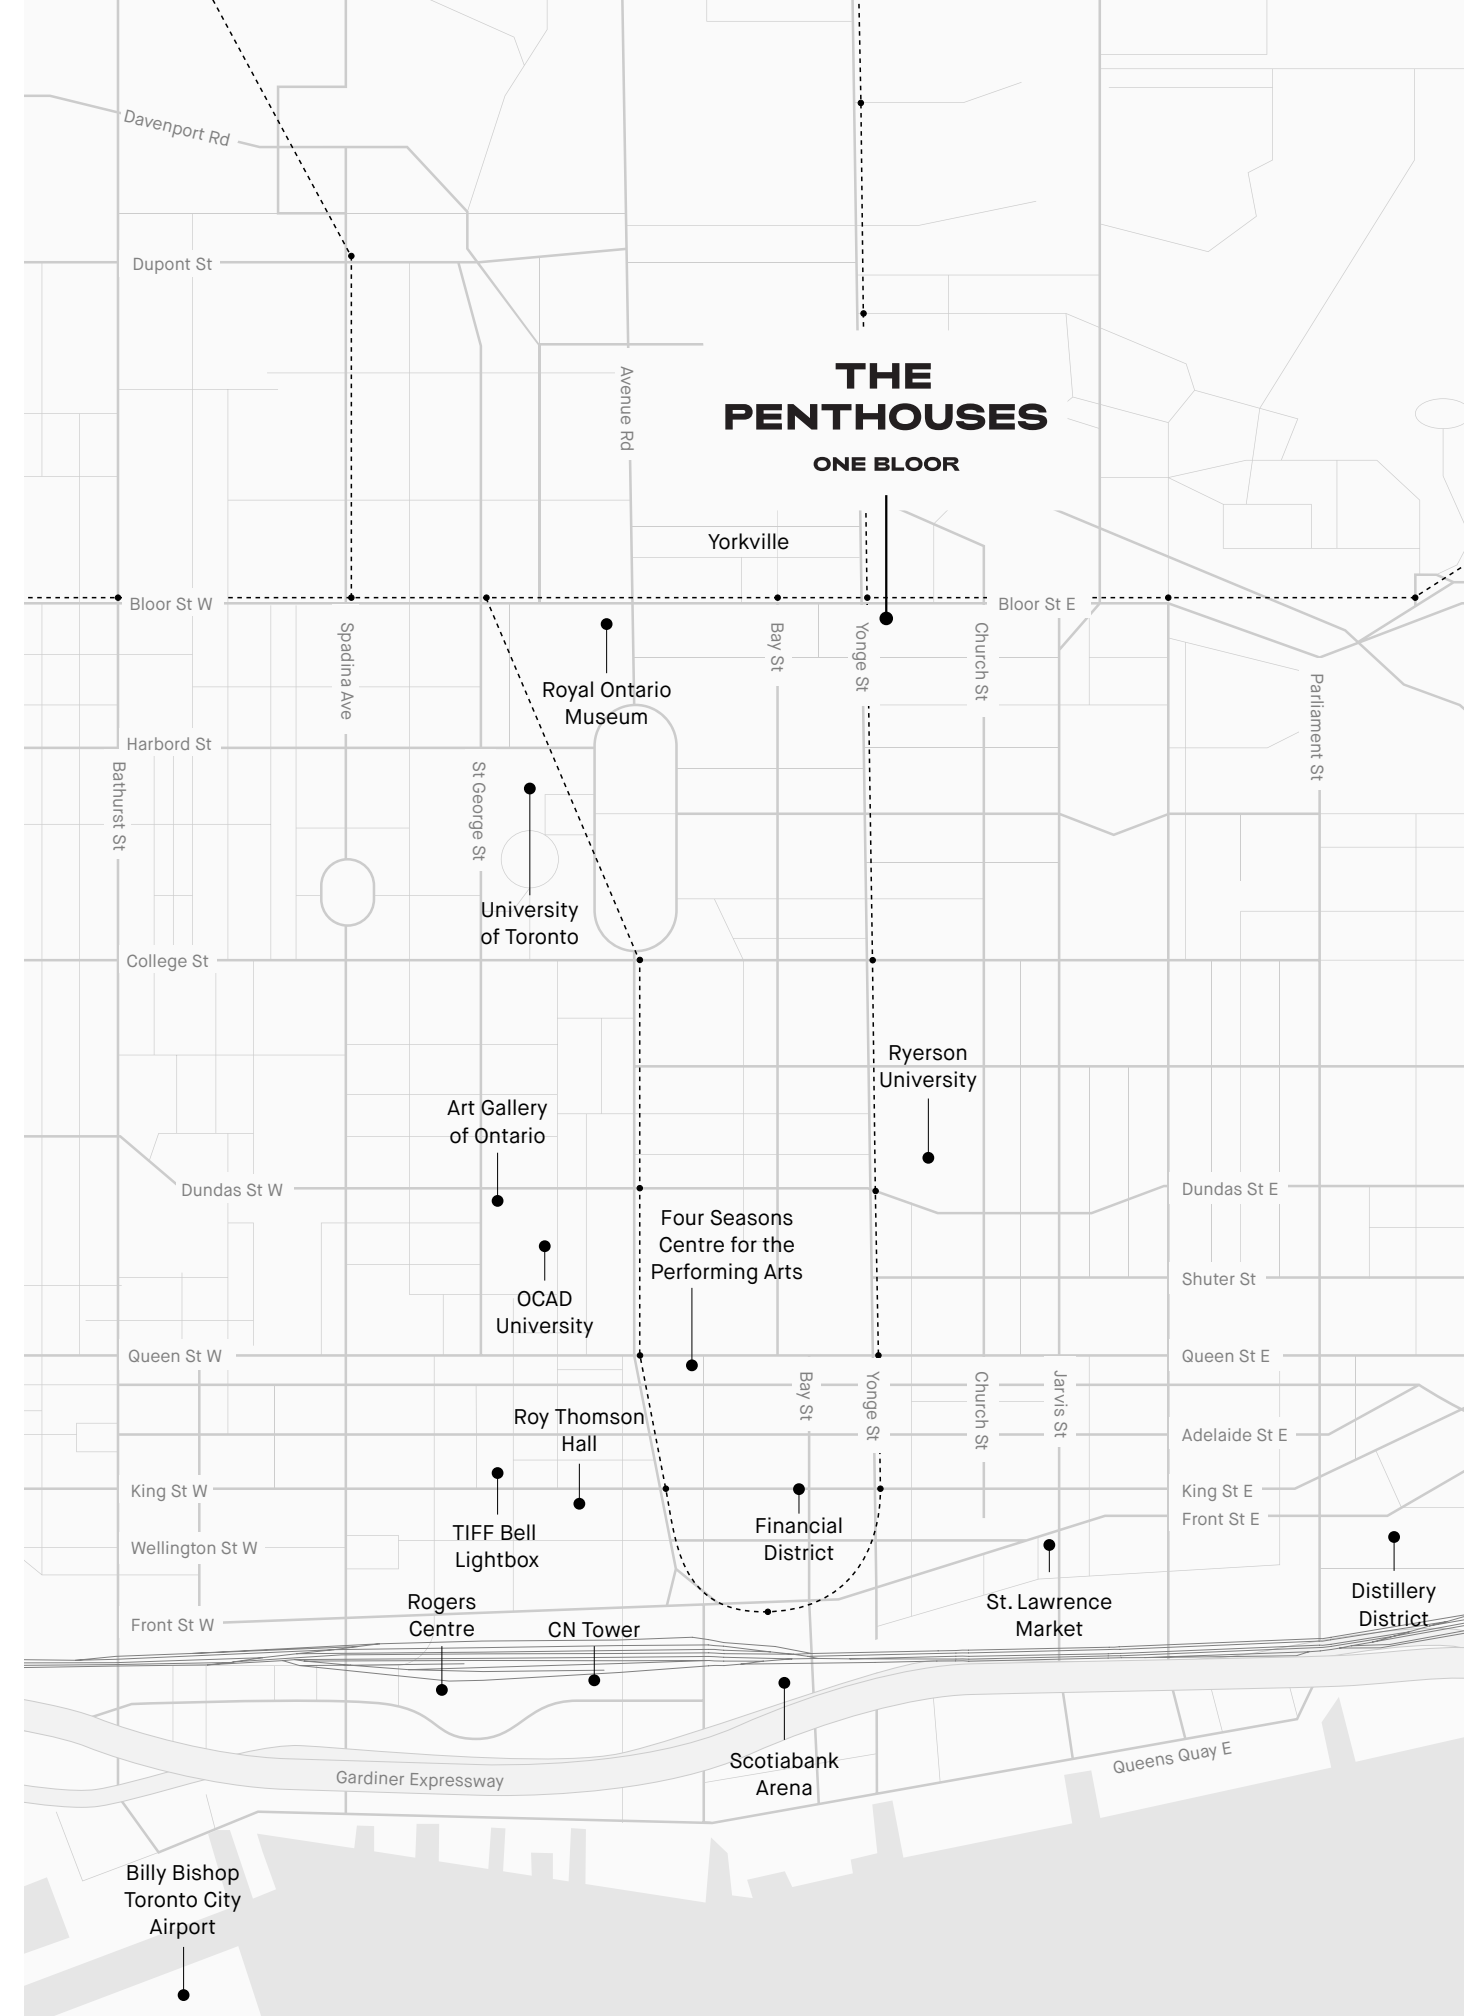 Davenport Rd
Dupont St
Avenue Rd
THE
PENTHOUSES
ONE BLOOR
Yorkville
Bloor St W
Bloor St E
Spadina Ave
Royal Ontario
Museum
Bay St
Yonge St
Church St
Parliament St
Harbord St
Bathurst St
St George St
University
of Toronto
College St
Ryerson
University
Art Gallery
of Ontario
Dundas St W
Dundas St E
Four Seasons
Centre for the
Performing Arts
Shuter St
OCAD
University
Queen St W
Queen St E
Bay St
Yonge St
Church St
Jarvis St
Roy Thomson
Hall
Adelaide St E
King St W
King St E
Front St E
TIFF Bell
Lightbox
Financial
District
Wellington St W
Rogers
Centre
CN Tower
St. Lawrence
Market
Distillery
District
Front St W
Scotiabank
Arena
Queens Quay E
Gardiner Expressway
Billy Bishop
Toronto City
Airport